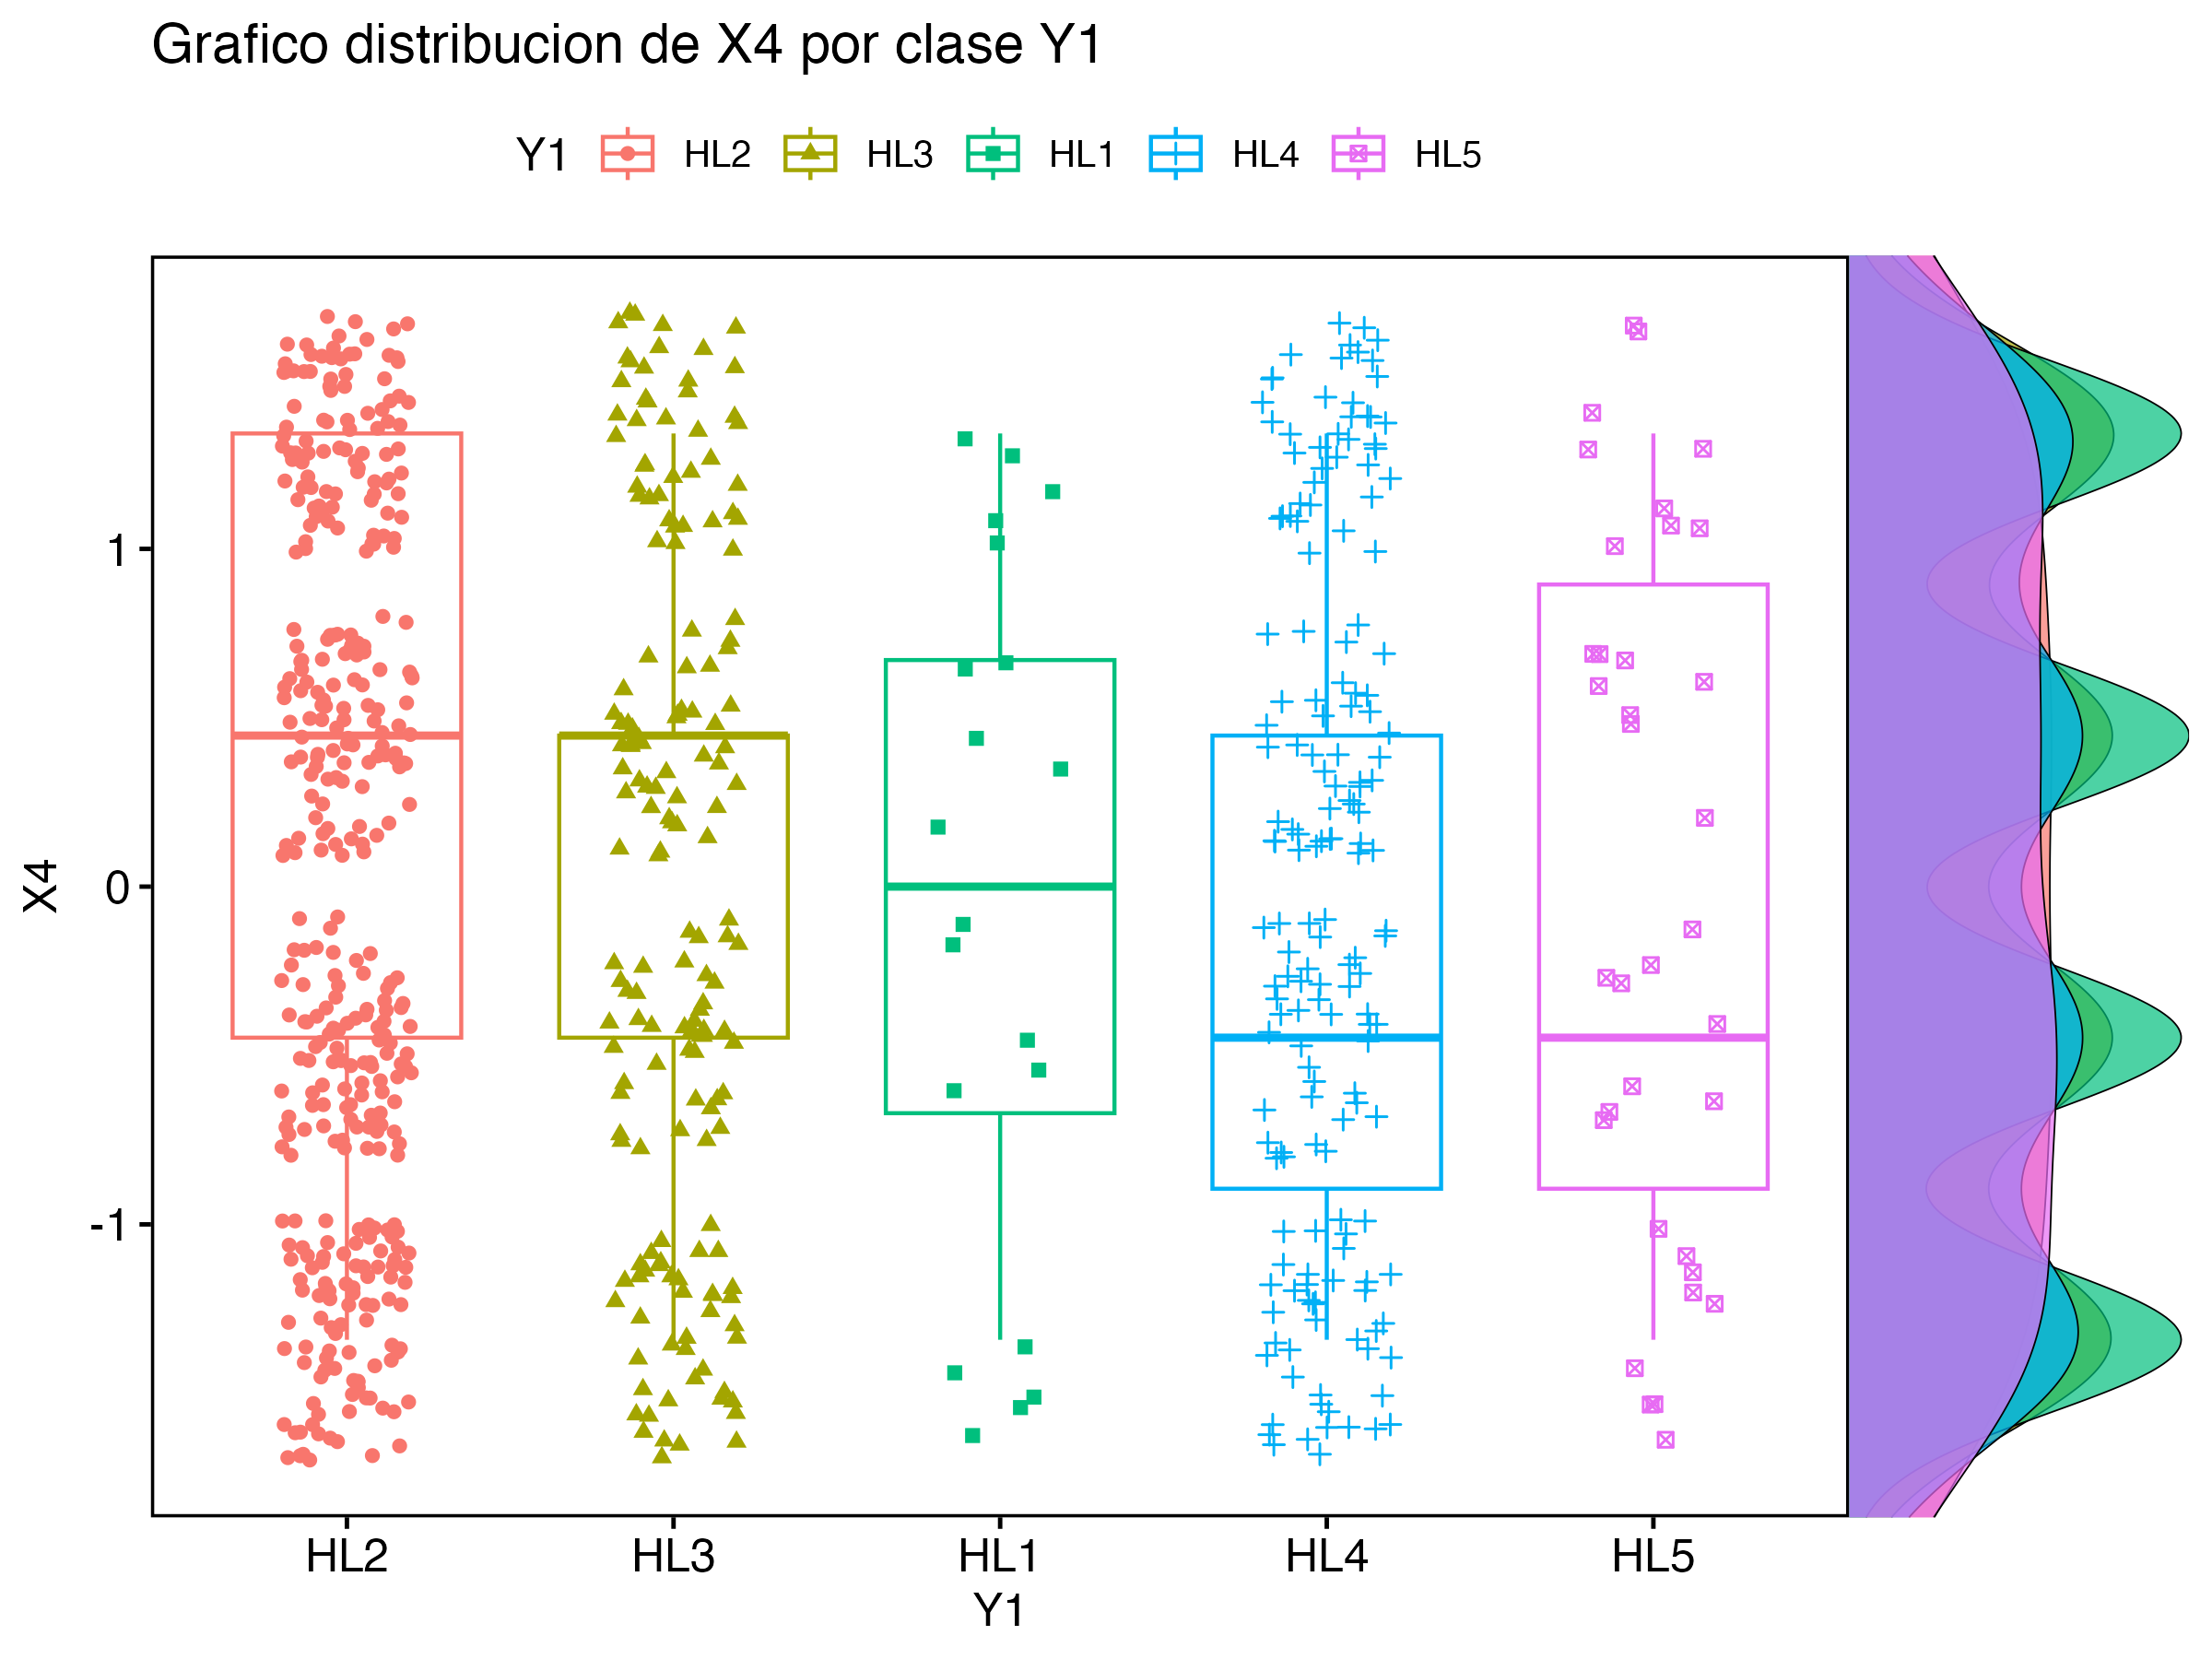 Grafico distribucion de X4 por clase Y1
Y1 HL2 HL3 HL1 HL4 HL5
X4
1
0
-1
HL2 HL3 HL1 HL4 HL5
Y1